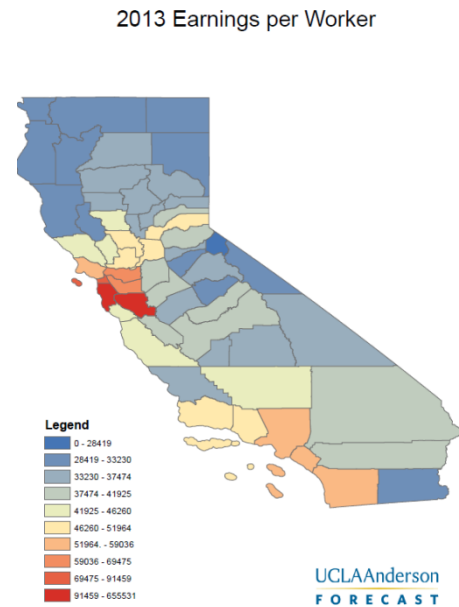 2013 Earnings per Worker
Legend
0 - 28419
28419 - 33230
33230 - 37474
37474 - 41925
41925 - 46260
46260 - 51964
51964. - 59036
59036 - 69475
69475 - 91459
91459 - 655531
UCLAAnderson
FORECAST